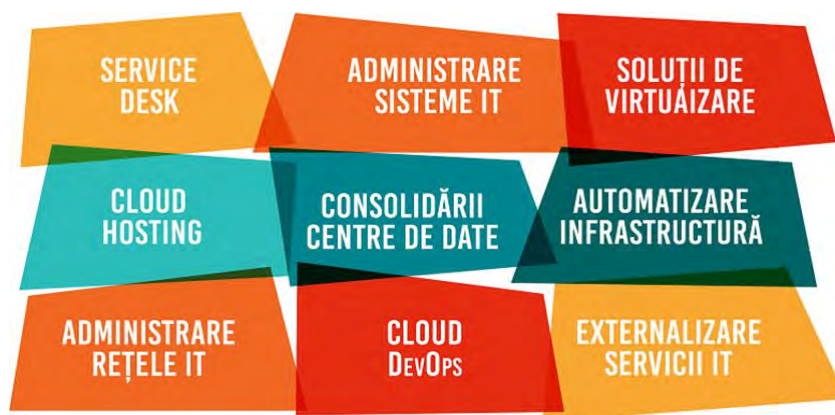 SERVICE
DESK
ADMINISTRARE
SISTEME IT
SOLUȚII DE
VIRTUÁIZARE
CLOUD
HOSTING
CONSOLIDĂRII
CENTRE DE DATE
AUTOMATIZARE
INFRASTRUCTURĂ
ADMINISTRARE
REȚELE IT
CLOUD
DEVOPS
EXTERNALIZARE
SERVICII IT